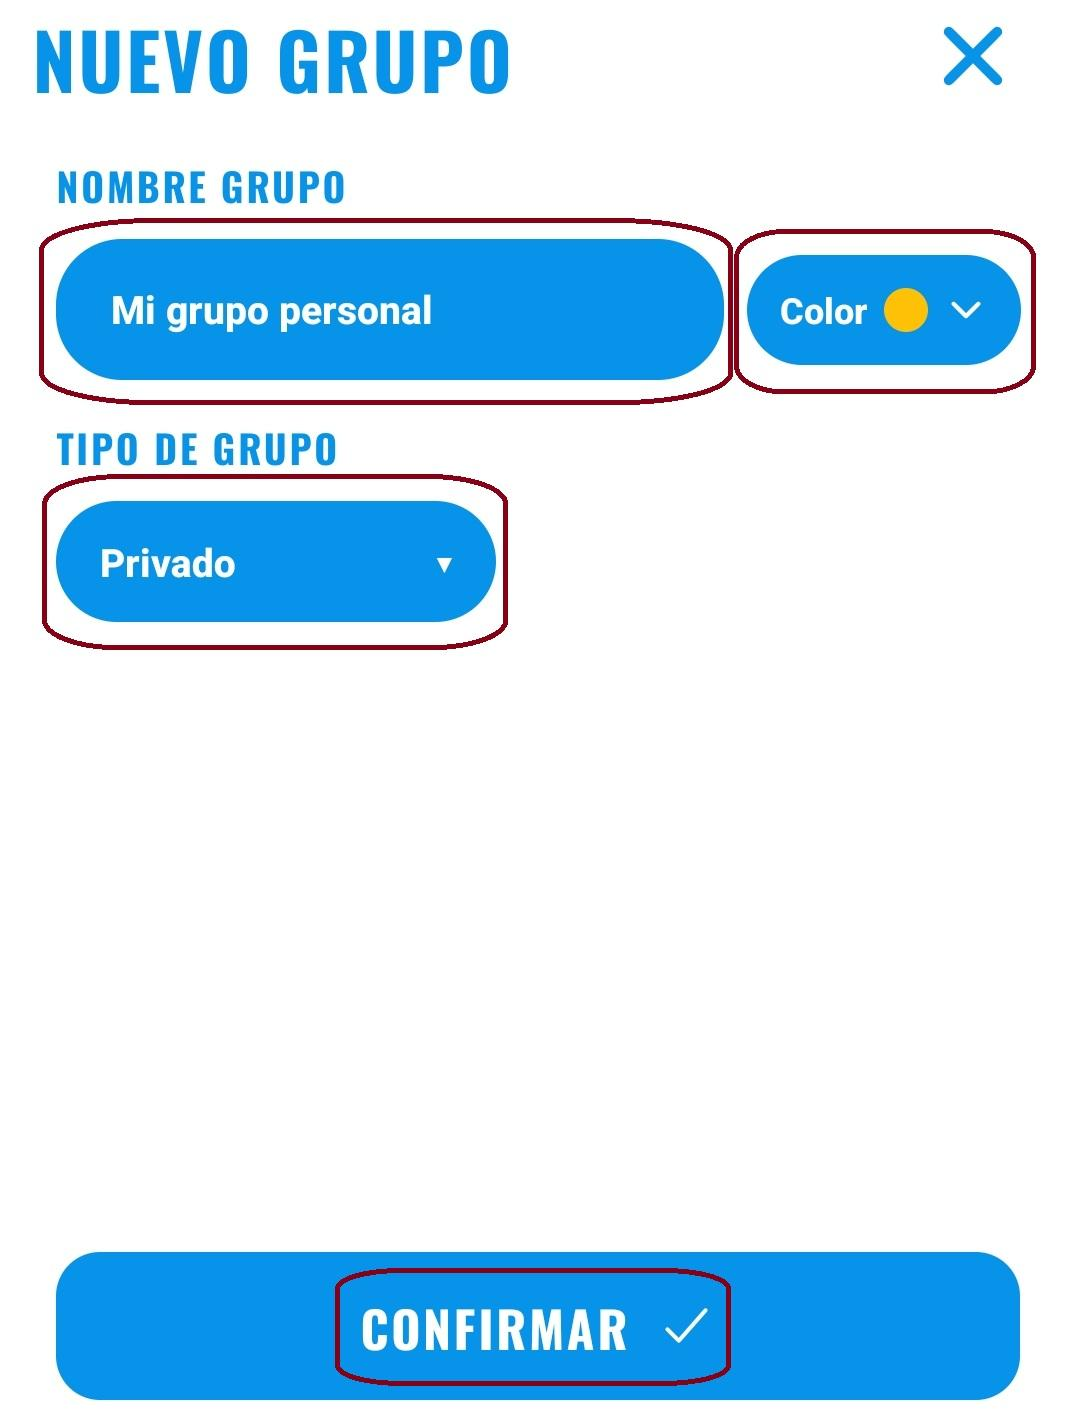 NUEVO GRUPO
NOMBRE GRUPO
Mi grupo personal
Color
TIPO DE GRUPO
Privado
CONFIRMAR